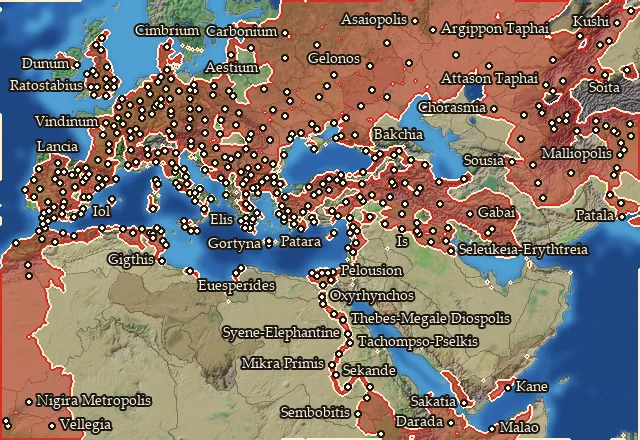 Cimbrium
Carbonium
Asaiopolis
Argippon Taphai
Kushi
Dunum
Aestium
Gelonos
Ratostabius
Attason Taphai
Soita
Chorasmia
Vindinum
Bakchia
Lancia
Malliopolis
Sousia
Iol
Elis
Gabai
Patala
Gortyna
Patara
Is
Seleukeia-Erythtreia
Gigthis
Pelousion
Euesperides
Oxyrhynchos
Thebes-Megale Diospolis
Syene-Elephantine
Tachompso-Pselkis
Mikra Primis
Sekande
Nigira Metropolis
Sakatia
Kane
Sembobitis
Vellegia
Darada
Malao